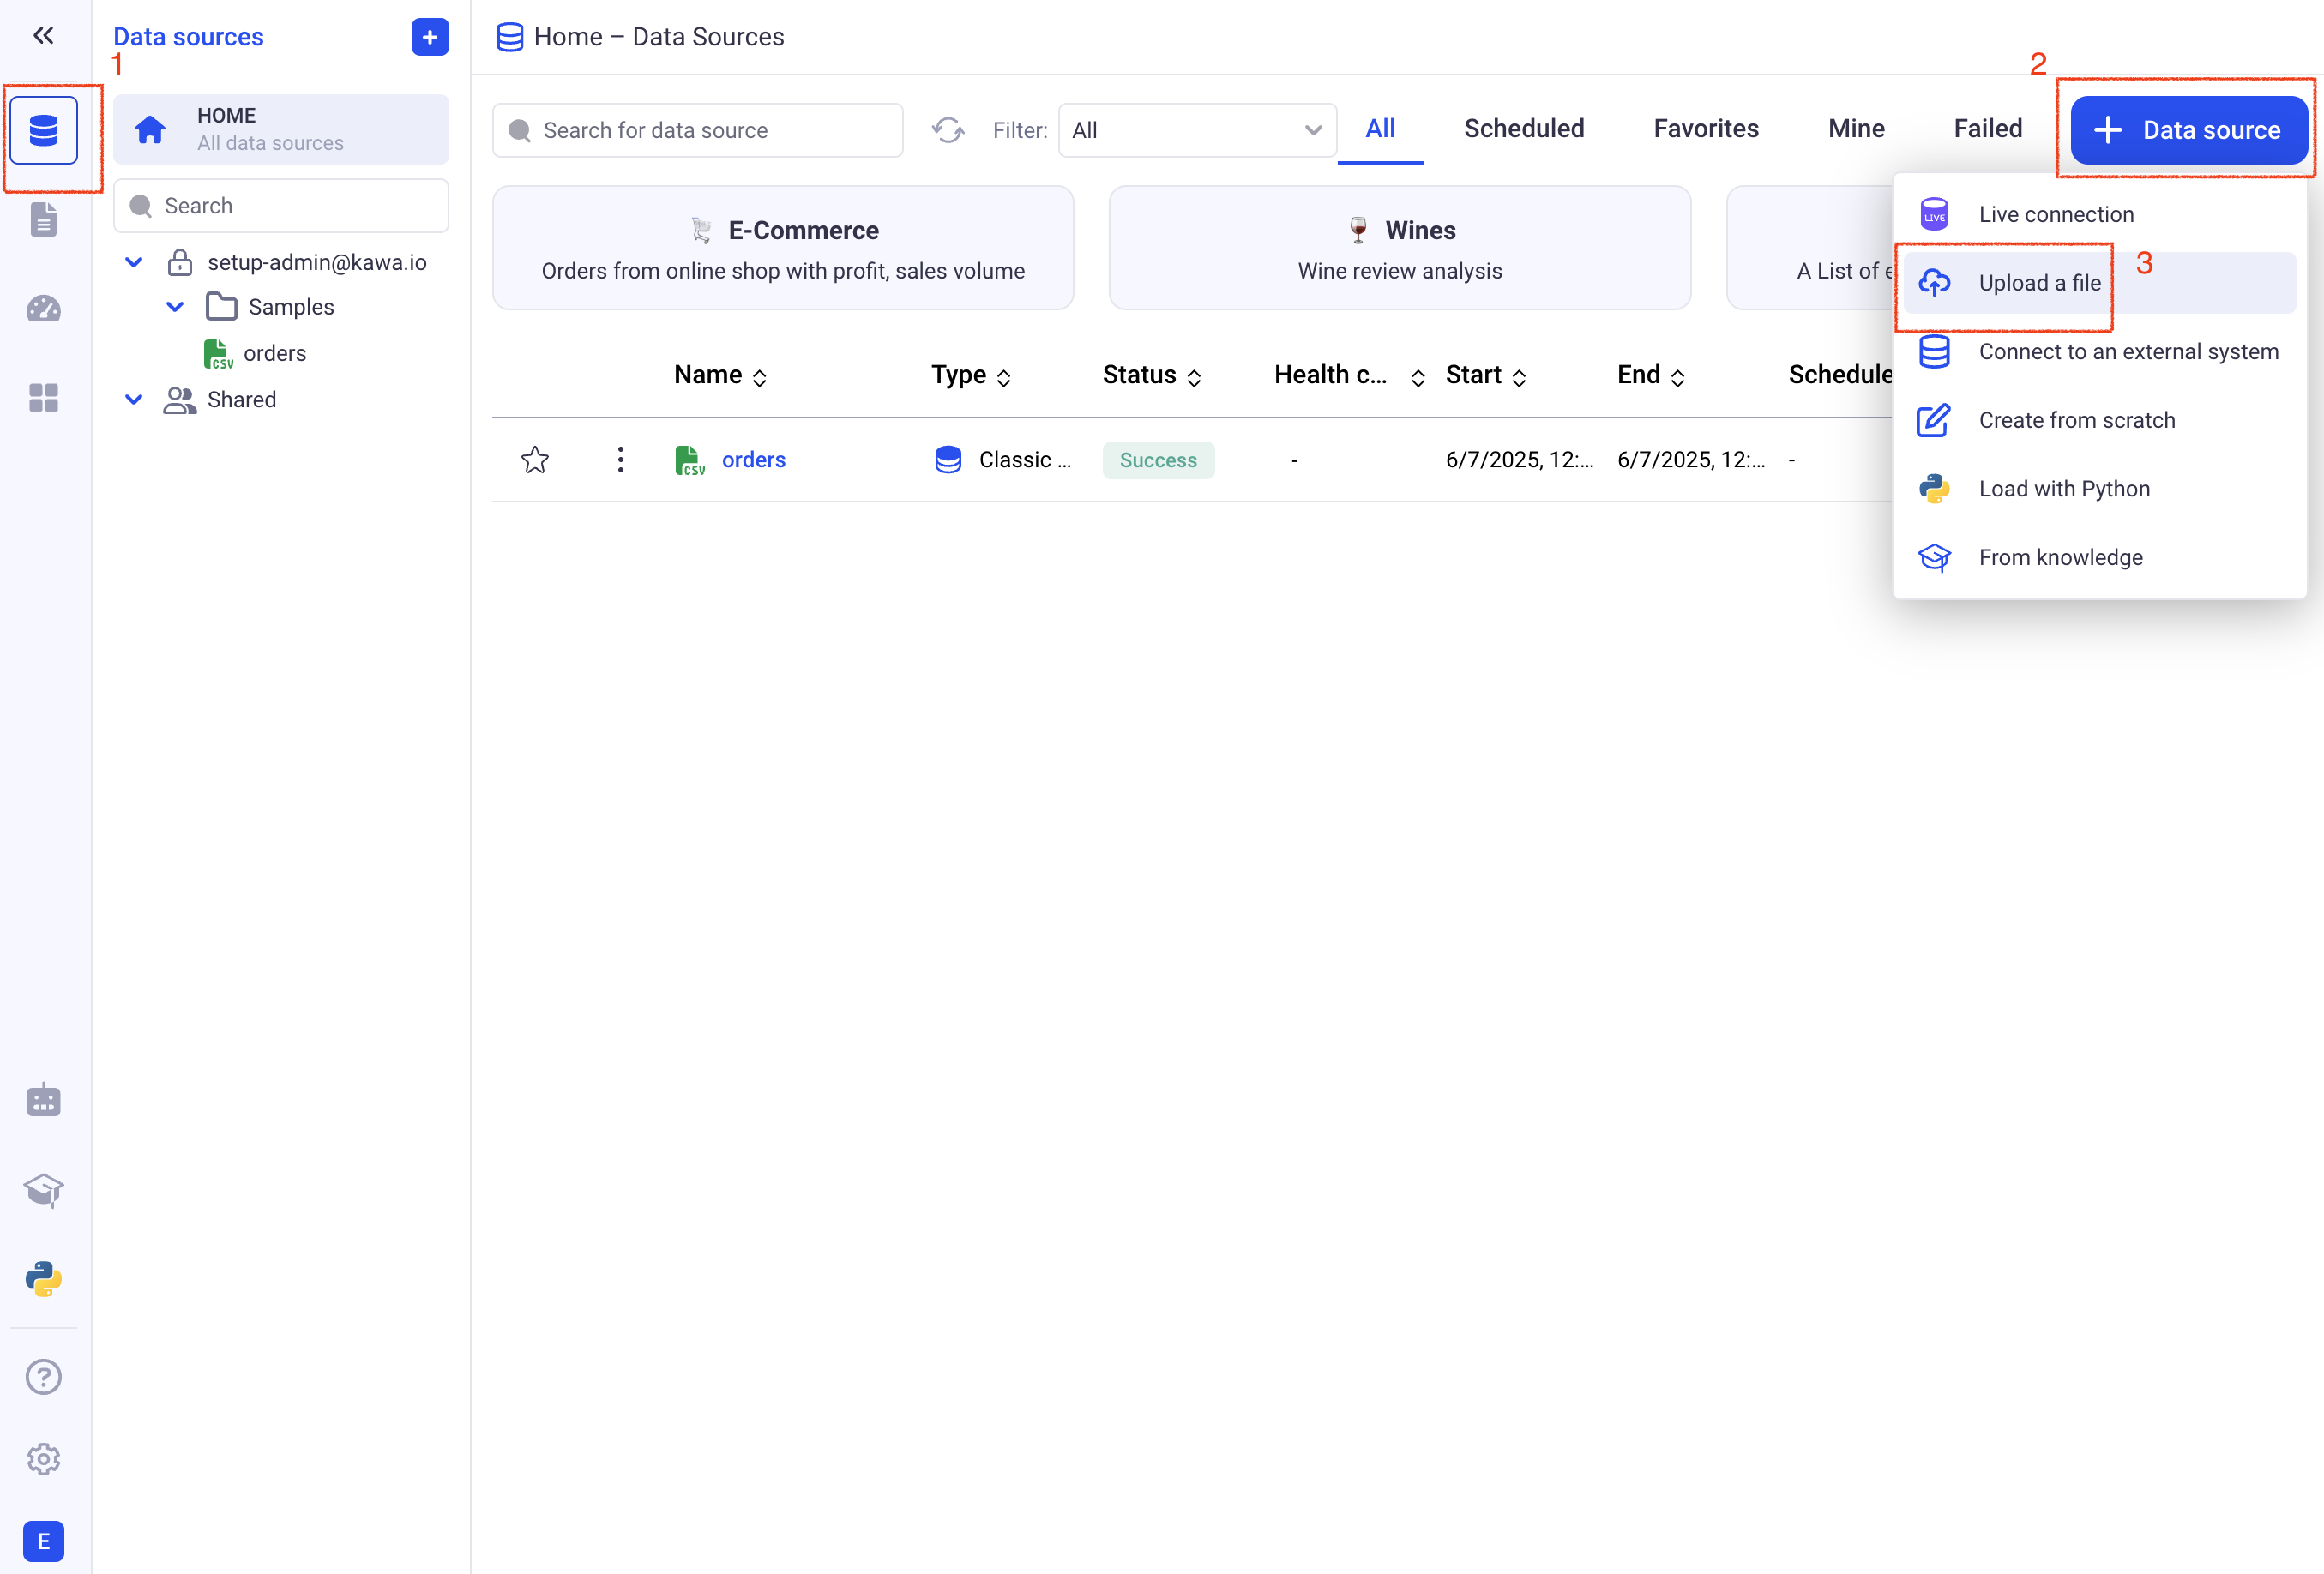 Data sources
+
Home – Data Sources
1
2
HOME
All data sources
Search for data source
Filter:
All
All
Scheduled
Favorites
Mine
Failed
+ Data source
Search
setup-admin@kawa.io
Samples
CSV
orders
Shared
E-Commerce
Orders from online shop with profit, sales volume
Wines
Wine review analysis
A List of e
LIVE
Live connection
Upload a file
3
Connect to an external system
Create from scratch
Load with Python
From knowledge
Name
Type
Status
Health c...
Start
End
Schedule
CSV
orders
Classic ...
Success
-
6/7/2025, 12:...
6/7/2025, 12:...
-
?
E